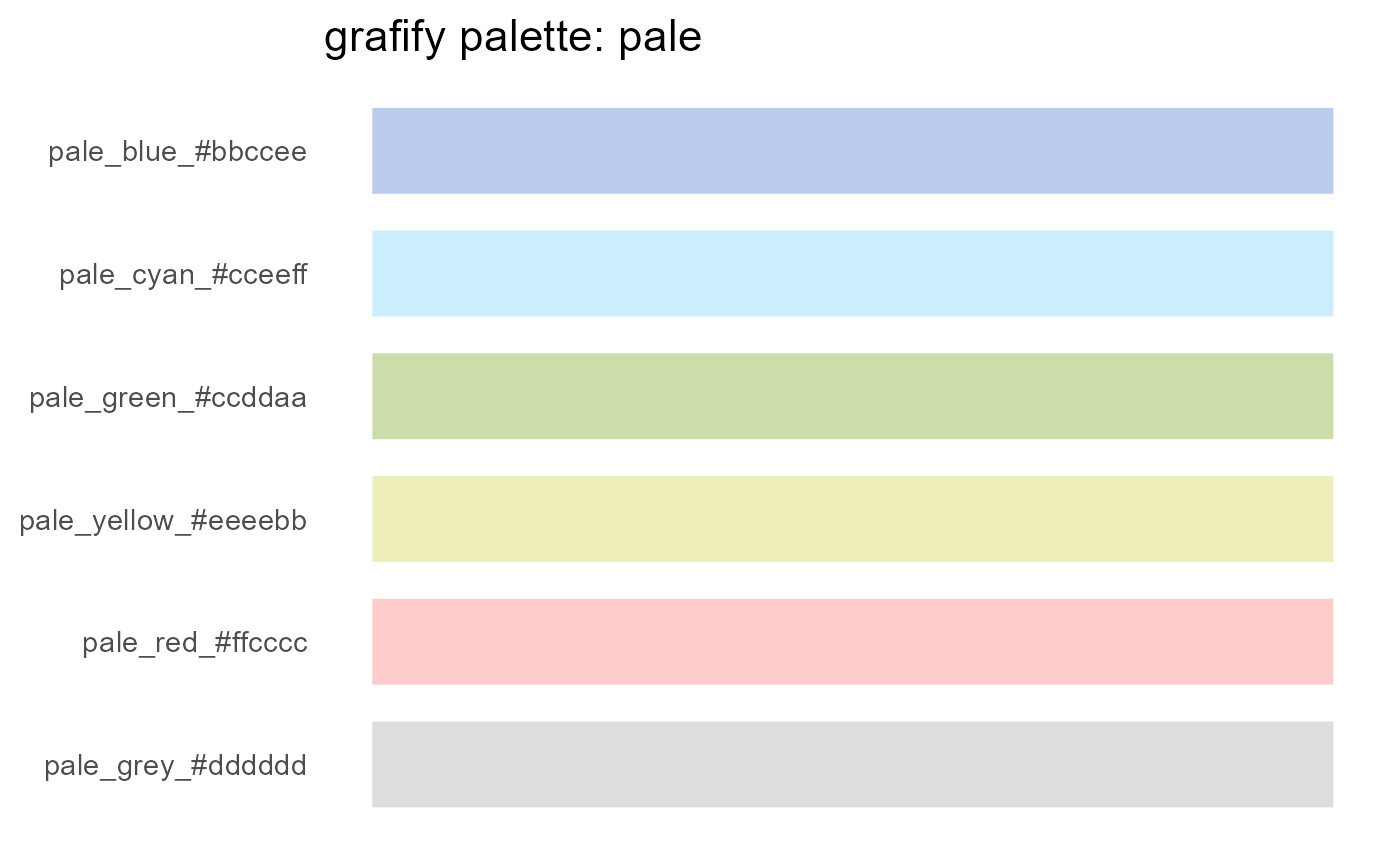 grafify palette: pale
pale_blue_#bbccee
pale_cyan_#cceeff
pale_green_#ccddaa
pale_yellow_#eeeebb
pale_red_#ffcccc
pale_grey_#dddddd